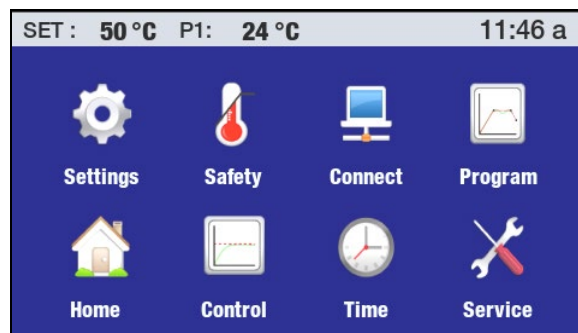 SET : 50 °C P1: 24 °C 11:46 a
Settings Safety Connect Program
Home Control Time Service